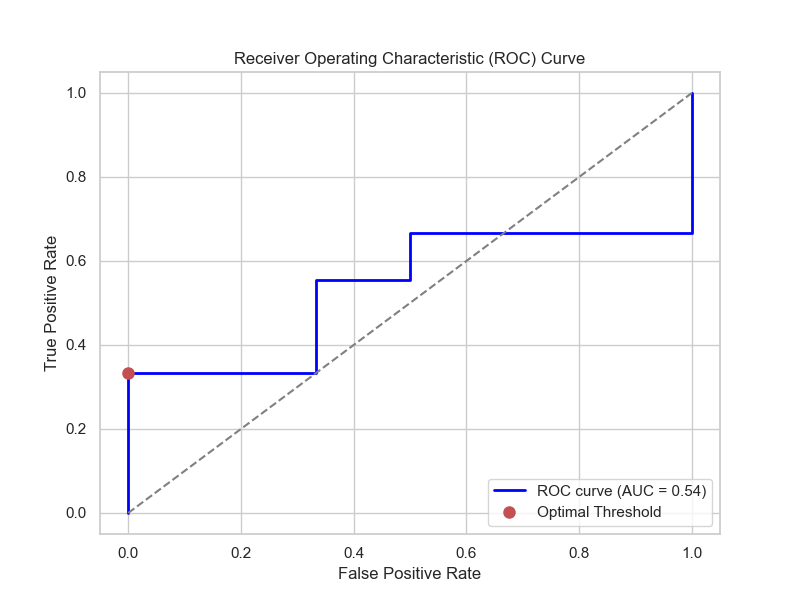 Receiver Operating Characteristic (ROC) Curve
True Positive Rate
1.0
0.8
0.6
0.4
0.2
0.0
ROC curve (AUC = 0.54)
Optimal Threshold
0.0 0.2 0.4 0.6 0.8 1.0
False Positive Rate